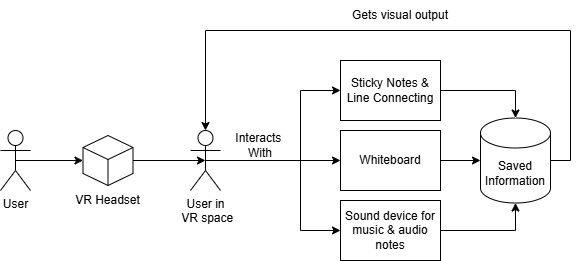 Gets visual output
Sticky Notes &
Line Connecting
Interacts
With
Whiteboard
Saved
Information
User
VR Headset
User in
VR space
Sound device for
music & audio
notes